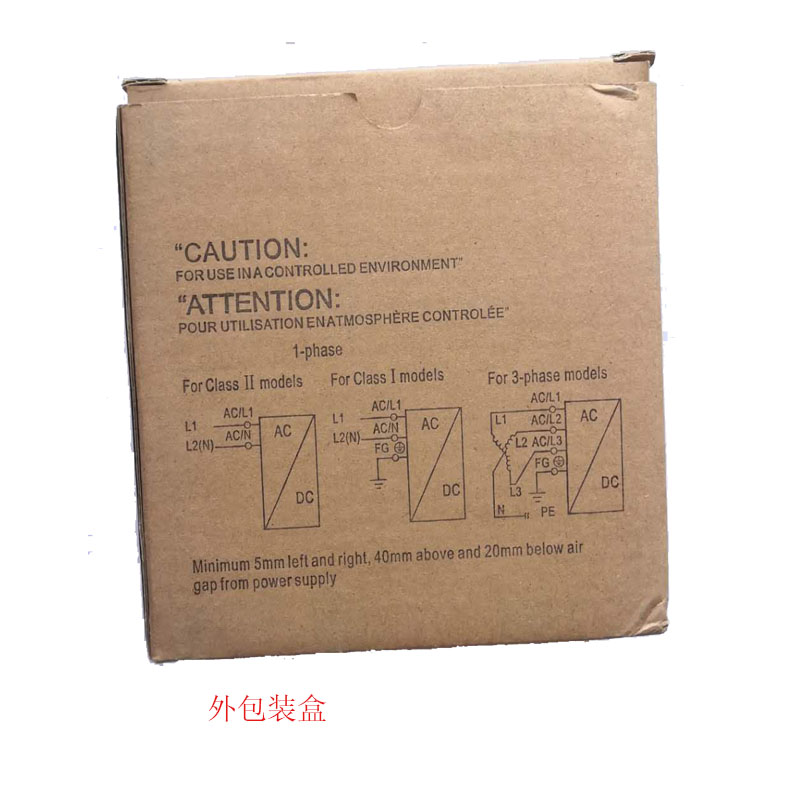 "CAUTION:
FOR USE IN A CONTROLLED ENVIRONMENT"
"ATTENTION:
POUR UTILISATION EN ATMOSPHÈRE CONTROLÉE"
1-phase
For Class II models
L1
AC/L1
L2(N)
AC/N
AC
DC
For Class I models
L1
AC/L1
L2(N)
AC/N
FG
AC
DC
For 3-phase models
L1
AC/L1
AC/L2
L2
AC/L3
FG
L3
N
PE
AC
DC
Minimum 5mm left and right, 40mm above and 20mm below air
gap from power supply
外包装盒